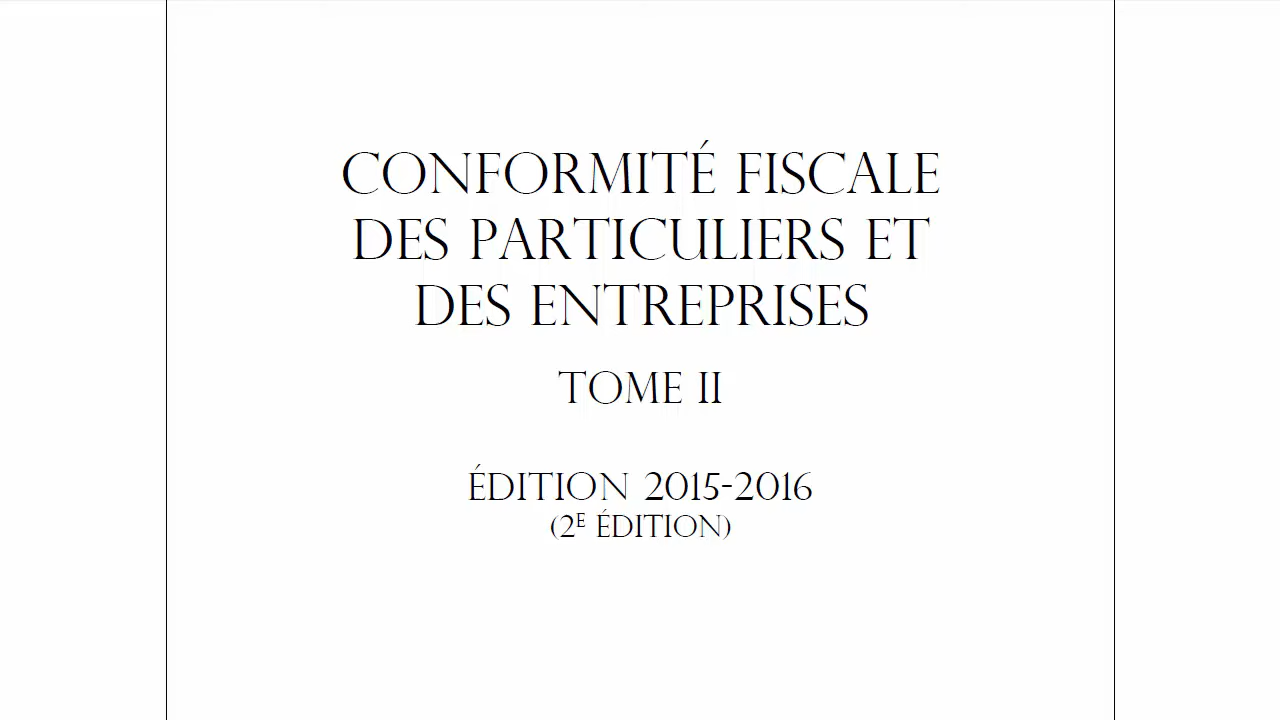 CONFORMITÉ FISCALE
DES PARTICULIERS ET
DES ENTREPRISES
TOME II
ÉDITION 2015-2016
(2E ÉDITION)